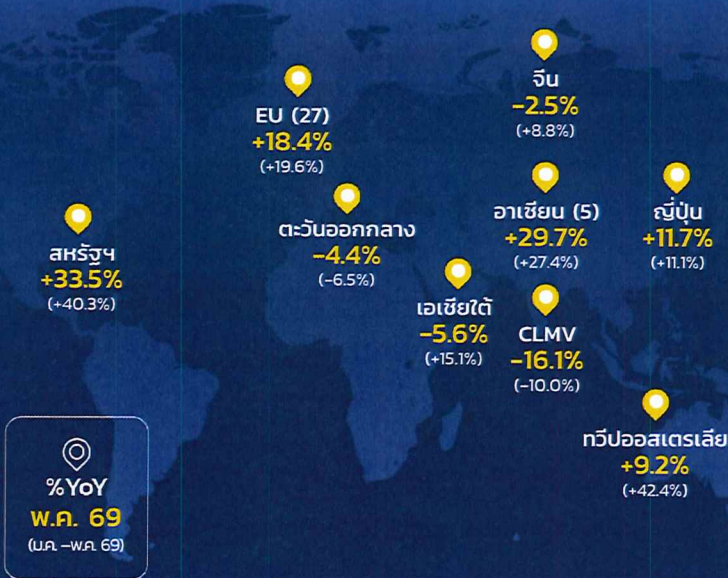 จีน
-2.5%
(+8.8%)
EU (27)
+18.4%
(+19.6%)
อาเซียน (5)
+29.7%
(+27.4%)
ญี่ปุ่น
+11.7%
(+11.1%)
ตะวันออกกลาง
-4.4%
(-6.5%)
สหรัฐฯ
+33.5%
(+40.3%)
เอเชียใต้
-5.6%
(+15.1%)
CLMV
-16.1%
(-10.0%)
ทวีปออสเตรเลีย
+9.2%
(+42.4%)
%YoY
พ.ค. 69
(ม.ค. –พ.ค. 69)